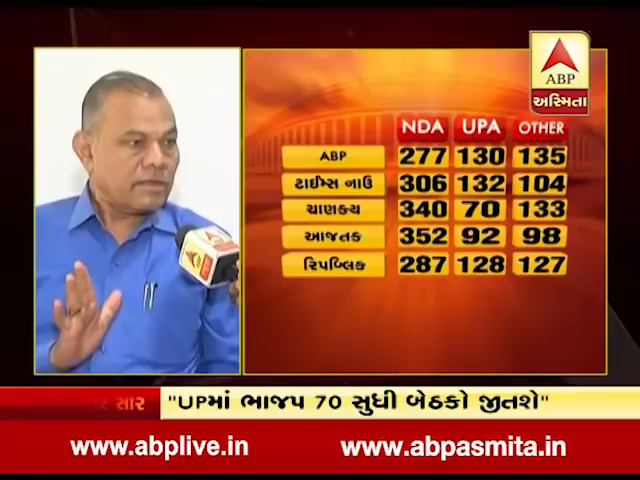 ABP
અસ્મિતા
NDA UPA OTHER
ABP 277 130 135
ટાઈમ્સ નાઉ 306 132 104
ચાણક્ય 340 70 133
આજતક 352 92 98
રિપબ્લિક 287 128 127
સાર
"UPમાં ભાજપ 70 સુધી બેઠકો જીતશે"
www.abplive.in www.abpasmita.in